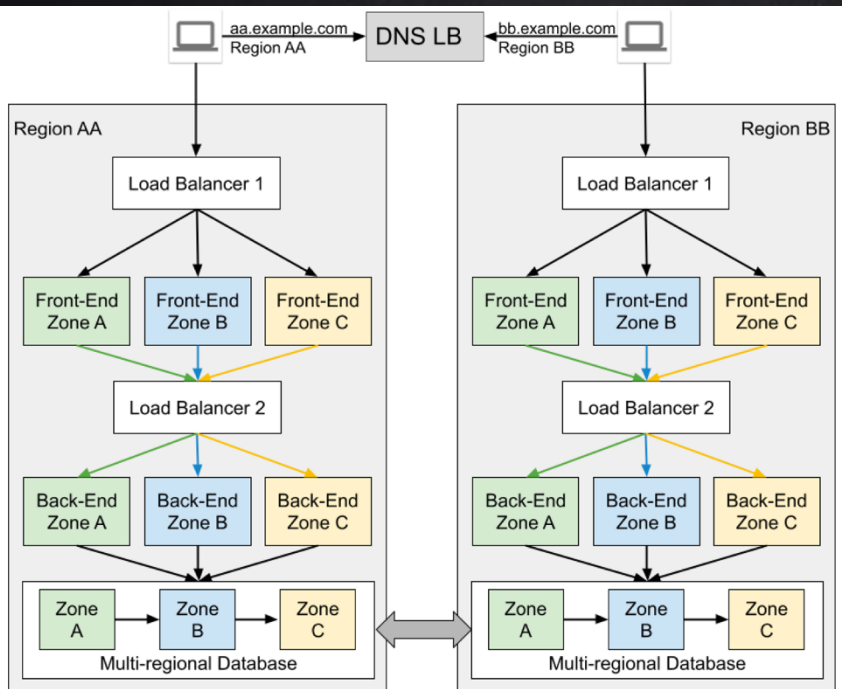 aa.example.com
Region AA
DNS LB
bb.example.com
Region BB
Region AA
Load Balancer 1
Front-End
Zone A
Front-End
Zone B
Front-End
Zone C
Load Balancer 2
Back-End
Zone A
Back-End
Zone B
Back-End
Zone C
Zone
A
Zone
B
Zone
C
Multi-regional Database
Region BB
Load Balancer 1
Front-End
Zone A
Front-End
Zone B
Front-End
Zone C
Load Balancer 2
Back-End
Zone A
Back-End
Zone B
Back-End
Zone C
Zone
A
Zone
B
Zone
C
Multi-regional Database